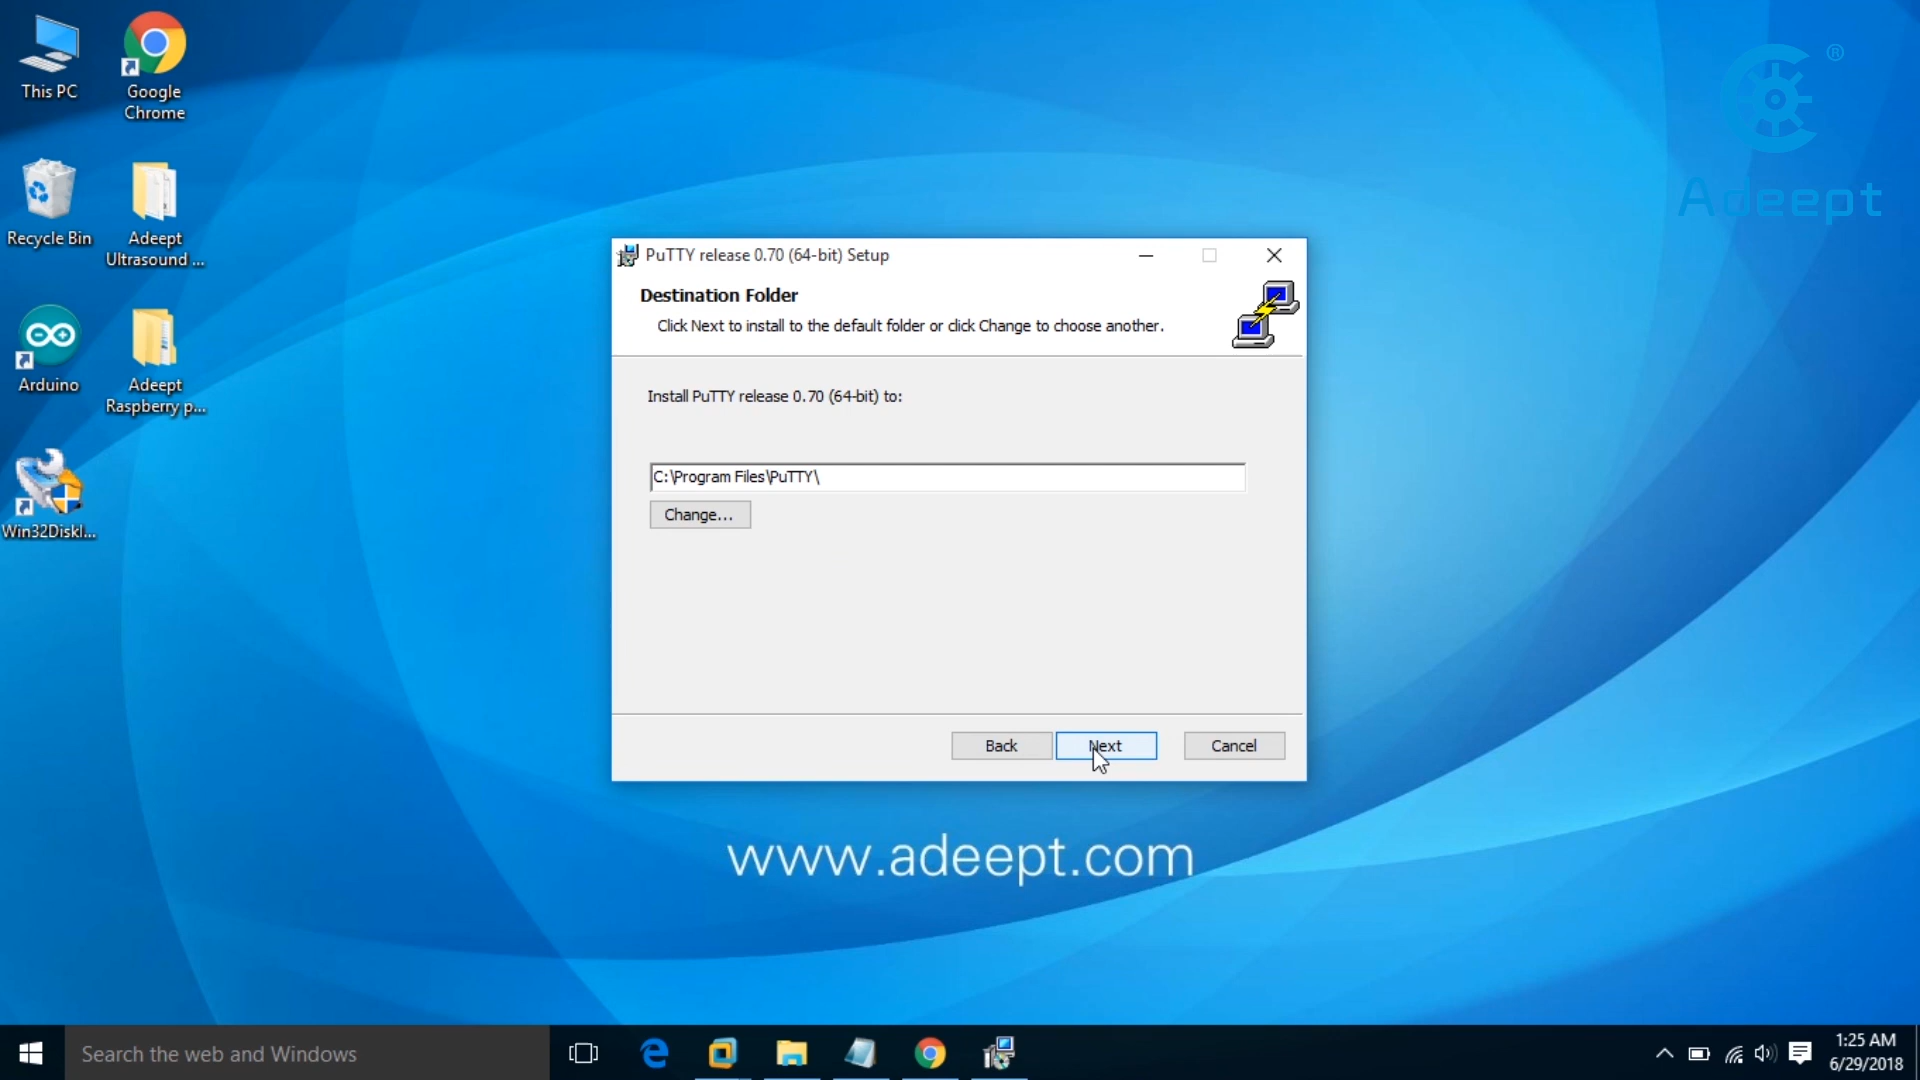 This PC
Google
Chrome
Recycle Bin
Adeept
Ultrasound ...
Arduino
Adeept
Raspberry p...
Win32DiskI...
®
Adeept
PuTTY release 0.70 (64-bit) Setup
Destination Folder
Click Next to install to the default folder or click Change to choose another.
Install PuTTY release 0.70 (64-bit) to:
C:\Program Files\PuTTY\
Change...
Back
Next
Cancel
www.adeept.com
Search the web and Windows
1:25 AM
6/29/2018